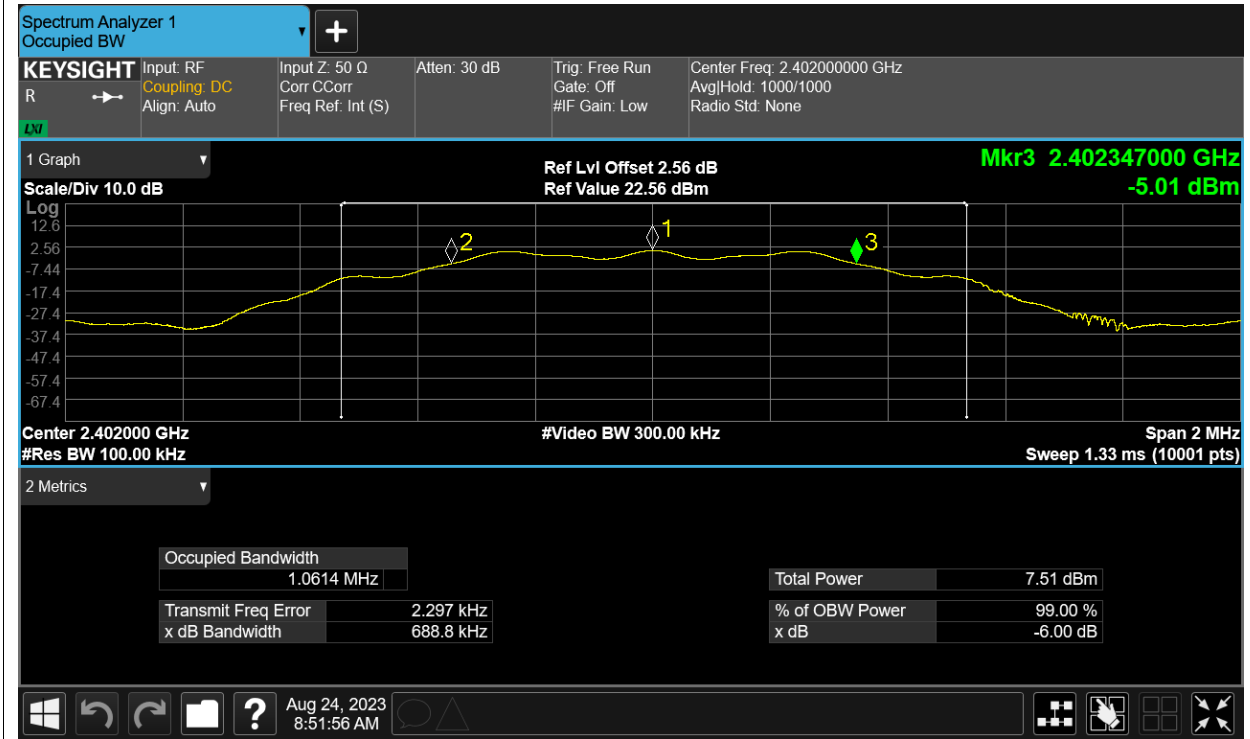 Spectrum Analyzer 1
Occupied BW
KEYSIGHT
R
LXI
Input: RF
Coupling: DC
Align: Auto
Input Z: 50 Ω
Corr CCorr
Freq Ref: Int (S)
Atten: 30 dB
Trig: Free Run
Gate: Off
#IF Gain: Low
Center Freq: 2.402000000 GHz
Avg|Hold: 1000/1000
Radio Std: None
1 Graph
Scale/Div 10.0 dB
Ref Lvl Offset 2.56 dB
Ref Value 22.56 dBm
Mkr3 2.402347000 GHz
-5.01 dBm
Log
12.6
2.56
-7.44
-17.4
-27.4
-37.4
-47.4
-57.4
-67.4
2
1
3
Center 2.402000 GHz
#Video BW 300.00 kHz
Span 2 MHz
#Res BW 100.00 kHz
Sweep 1.33 ms (10001 pts)
2 Metrics
Occupied Bandwidth
1.0614 MHz
Total Power 7.51 dBm
Transmit Freq Error 2.297 kHz
% of OBW Power 99.00 %
x dB Bandwidth 688.8 kHz
x dB -6.00 dB
?
Aug 24, 2023
8:51:56 AM